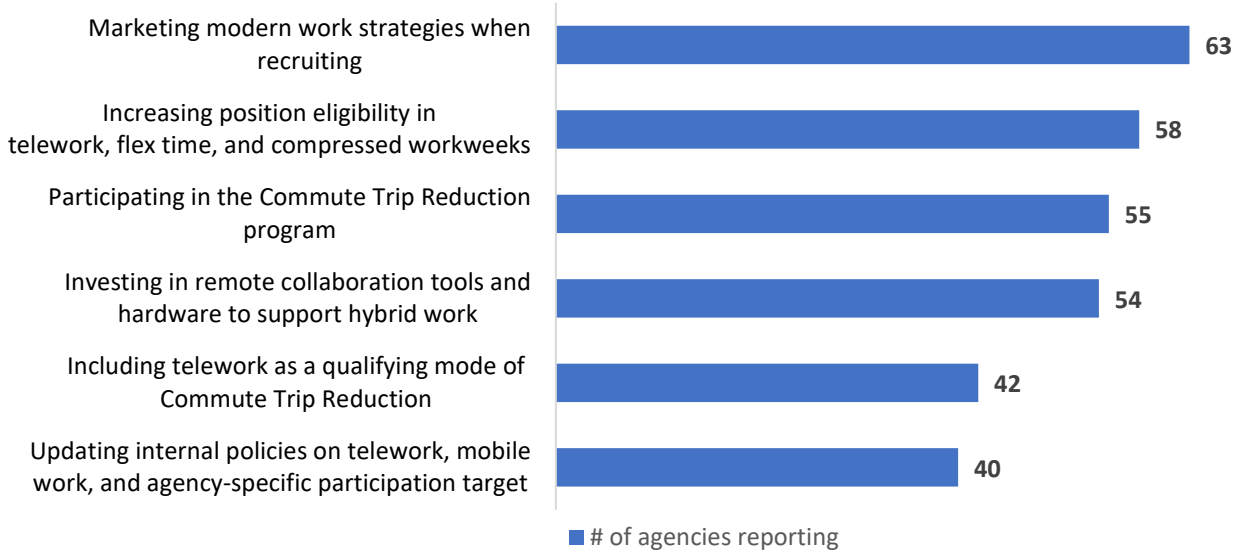 Marketing modern work strategies when
recruiting
63
Increasing position eligibility in
telework, flex time, and compressed workweeks
58
Participating in the Commute Trip Reduction
program
55
Investing in remote collaboration tools and
hardware to support hybrid work
54
Including telework as a qualifying mode of
Commute Trip Reduction
42
Updating internal policies on telework, mobile
work, and agency-specific participation target
40
# of agencies reporting